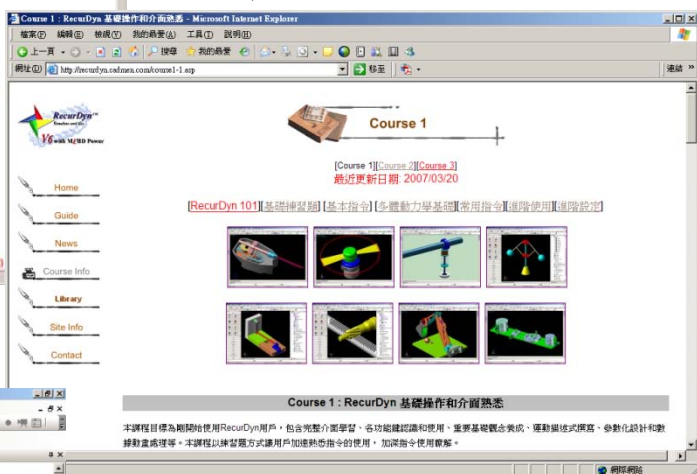 Course 1 : RecurDyn 基礎操作和介面熟悉 - Microsoft Internet Explorer
檔案(F) 編輯(E) 檢視(V) 我的最愛(A) 工具(T) 說明(H)
上一頁 搜尋 我的最愛
網址(D) http://recurdyn.cadmen.com/course1-1.asp 移至 連結 »
RecurDyn™
V6 with MFBD Power
Course 1
[Course 1][Course 2][Course 3]
最近更新日期: 2007/03/20
[RecurDyn 101][基礎練習題] [基本指令] [多體動力學基礎][常用指令][進階使用][進階設定]
Home
Guide
News
Course Info
Library
Site Info
Contact
Course 1 : RecurDyn 基礎操作和介面熟悉
本課程目標為剛開始使用RecurDyn用戶，包含完整介面學習、各功能鍵認識和使用、重要基礎觀念養成、運動描述式撰寫、參數化設計和數
據動畫處理等。本課程以練習題方式讓用戶加速熟悉指令的使用， 加深指令使用瞭解。
網際網路